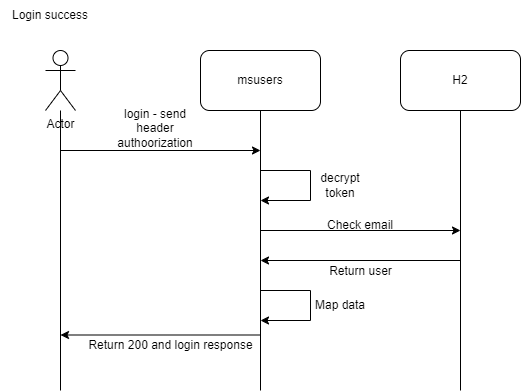 Login success
msusers
H2
Actor
login - send
header
authoorization
decrypt
token
Check email
Return user
Map data
Return 200 and login response